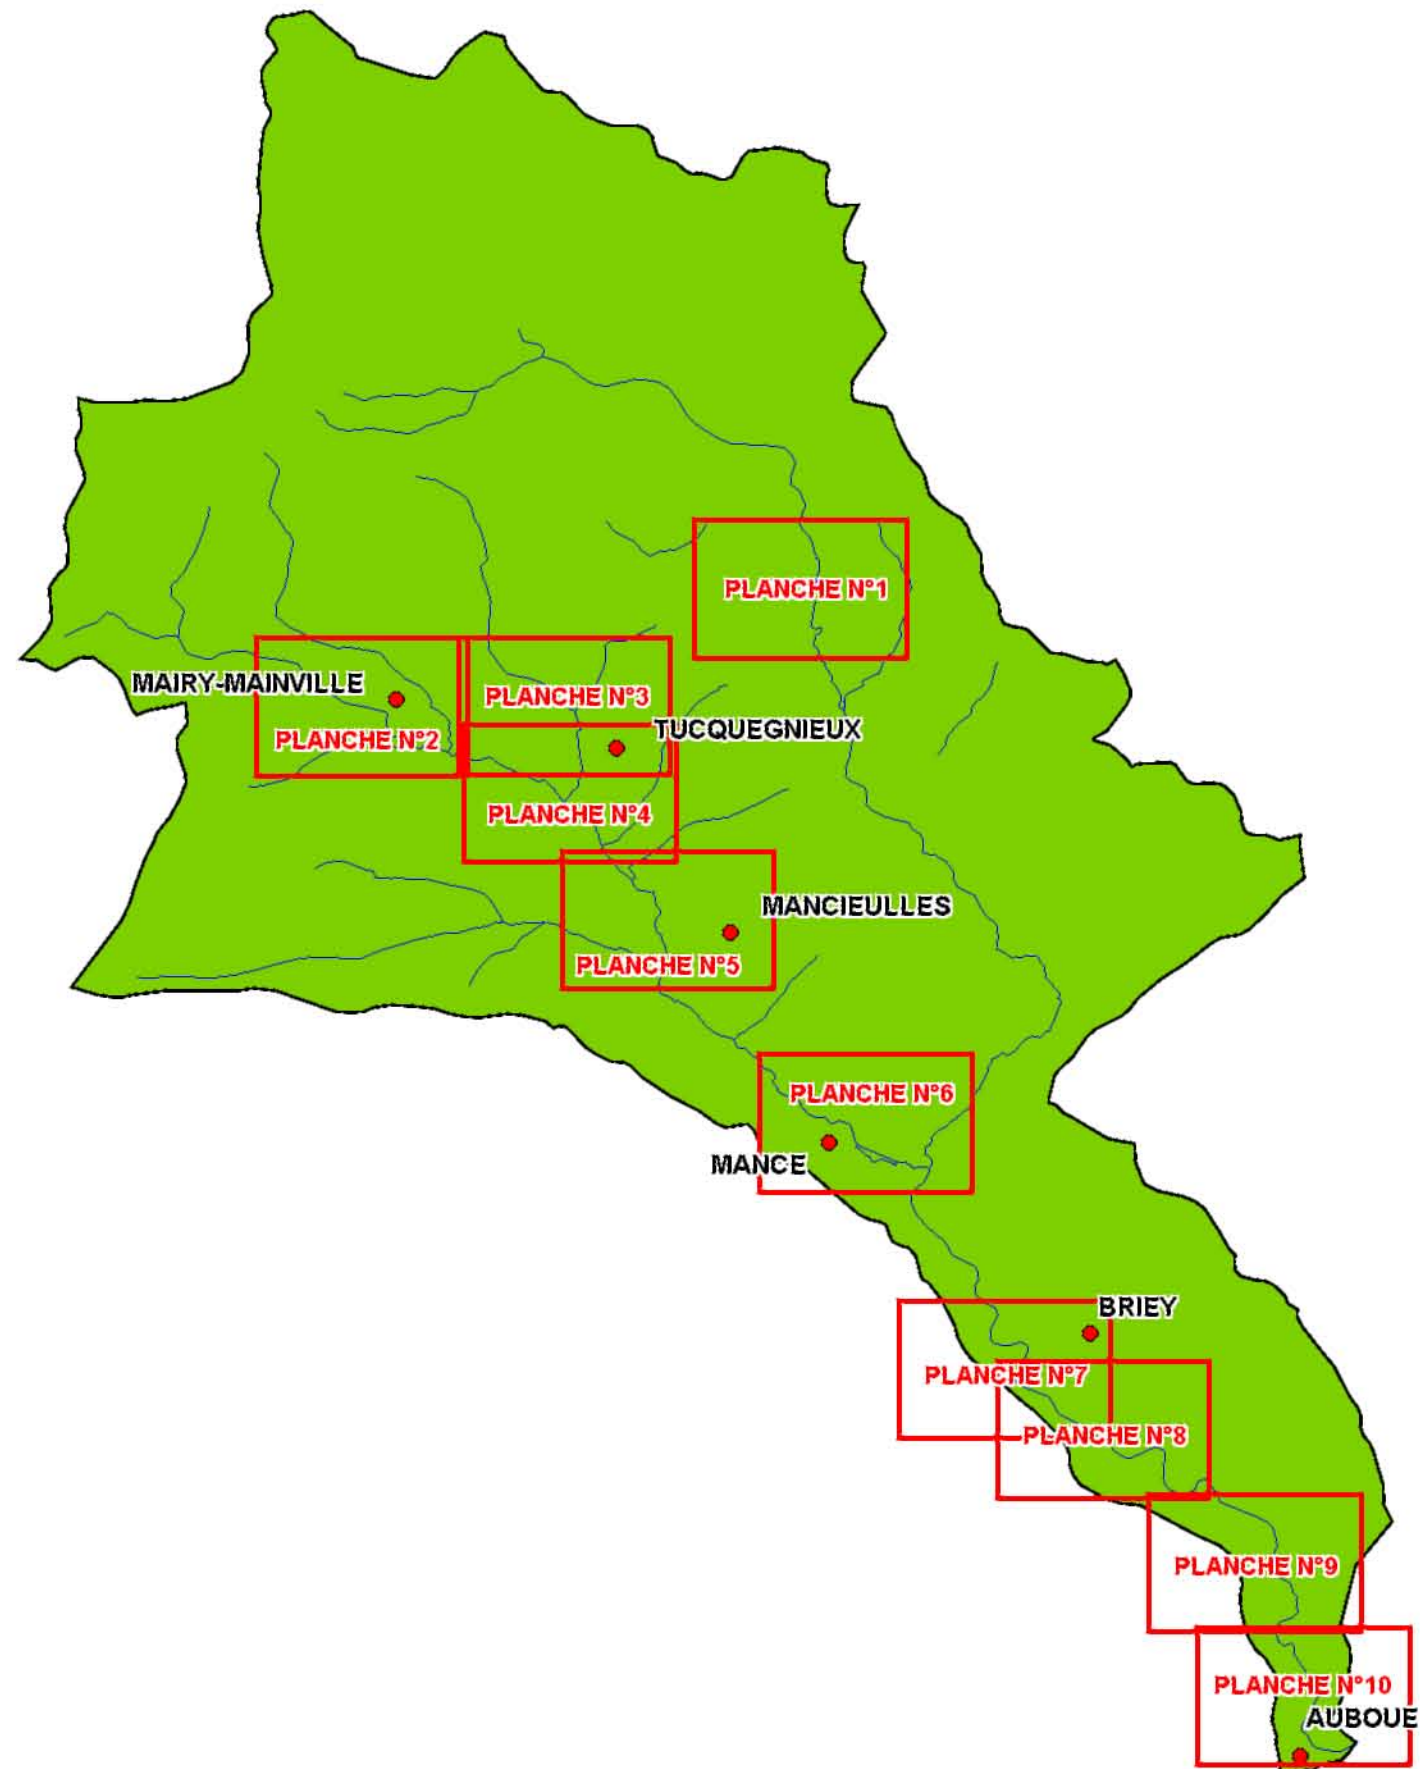 PLANCHE N°1
MAIRY-MAINVILLE
PLANCHE N°3
TUCQUEGNIEUX
PLANCHE N°2
PLANCHE N°4
MANCIEULLES
PLANCHE N°5
PLANCHE N°6
MANCE
BRIEY
PLANCHE N°7
PLANCHE N°8
PLANCHE N°9
PLANCHE N°10
AUBOUE